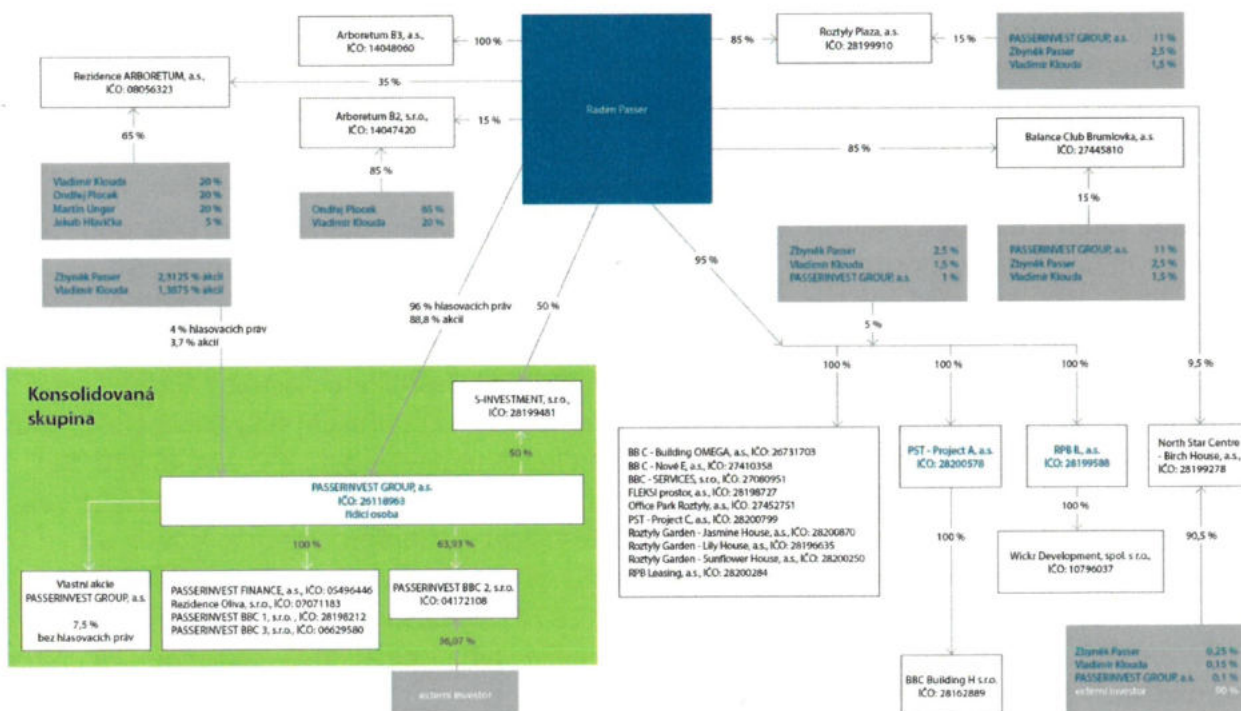 Arboretum B3, a.s.,
IČO: 14048060
100 %
Radim Passer
85 %
Roztyly Plaza, a.s.
IČO: 28199910
15 %
PASSERINVEST GROUP, a.s. 11 %
Zbyněk Passer 2,5 %
Vladimír Klouda 1,5 %
Rezidence ARBORETUM, a.s.,
IČO: 08056323
35 %
Arboretum B2, s.r.o.,
IČO: 14047420
15 %
65 %
85 %
Vladimír Klouda 20 %
Ondřej Plocek 20 %
Martin Unger 20 %
Jakub Hlavička 5 %
Ondřej Plocek 65 %
Vladimír Klouda 20 %
85 %
Balance Club Brumlovka, a.s.
IČO: 27445810
15 %
PASSERINVEST GROUP, a.s. 11 %
Zbyněk Passer 2,5 %
Vladimír Klouda 1,5 %
Zbyněk Passer 2,3125 % akcií
Vladimír Klouda 1,3875 % akcií
4 % hlasovacích práv
3,7 % akcií
96 % hlasovacích práv
88,8 % akcií
50 %
95 %
Zbyněk Passer 2,5 %
Vladimír Klouda 1,5 %
PASSERINVEST GROUP, a.s. 1 %
5 %
100 %
100 %
100 %
9,5 %
Konsolidovaná
skupina
S-INVESTMENT, s.r.o.,
IČO: 28199481
50 %
PASSERINVEST GROUP, a.s.
IČO: 26118963
řídící osoba
100 %
63,93 %
Vlastní akcie
PASSERINVEST GROUP, a.s.
7,5 %
bez hlasovacích práv
PASSERINVEST FINANCE, a.s., IČO: 05496446
Rezidence Oliva, s.r.o., IČO: 07071183
PASSERINVEST BBC 1, s.r.o., IČO: 28198212
PASSERINVEST BBC 3, s.r.o., IČO: 06629580
PASSERINVEST BBC 2, s.r.o.
IČO: 04172108
36,07 %
externí investor
BB C - Building OMEGA, a.s., IČO: 26731703
BB C - Nové E, a.s., IČO: 27410358
BBC - SERVICES, s.r.o., IČO: 27080951
FLEKSI prostor, a.s., IČO: 28198727
Office Park Roztyly, a.s., IČO: 27452751
PST - Project C, a.s., IČO: 28200799
Roztyly Garden - Jasmine House, a.s., IČO: 28200870
Roztyly Garden - Lily House, a.s., IČO: 28196635
Roztyly Garden - Sunflower House, a.s., IČO: 28200250
RPB Leasing, a.s., IČO: 28200284
PST - Project A, a.s.
IČO: 28200578
100 %
BBC Building H s.r.o.
IČO: 28162889
RPB II., a.s.
IČO: 28199588
100 %
Wickr Development, spol. s r.o.,
IČO: 10796037
North Star Centre
- Birch House, a.s.,
IČO: 28199278
90,5 %
Zbyněk Passer 0,25 %
Vladimír Klouda 0,15 %
PASSERINVEST GROUP, a.s. 0,1 %
externí investor 90 %